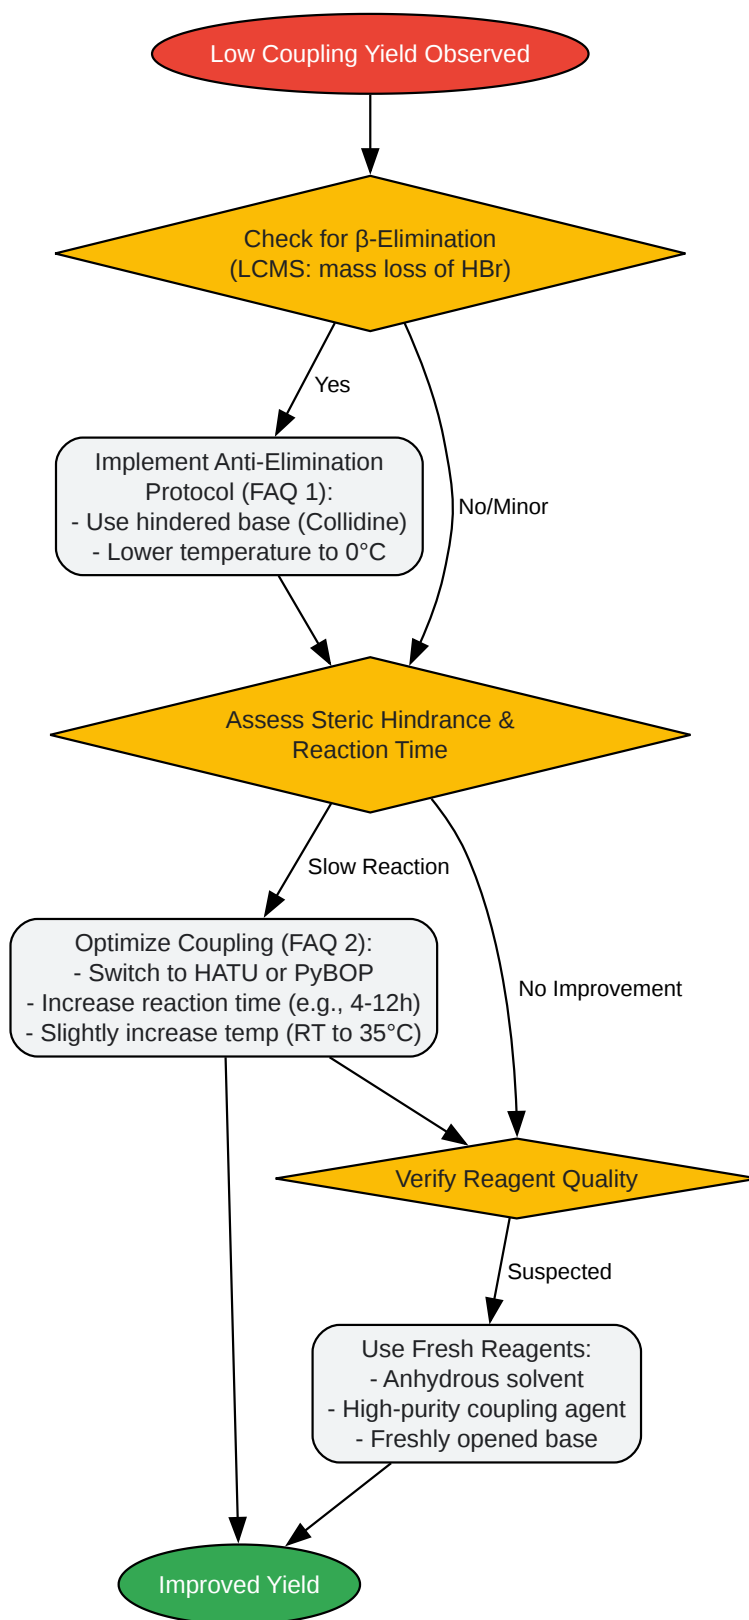 Low Coupling Yield Observed
Check for β-Elimination
(LCMS: mass loss of HBr)
Yes
No/Minor
Implement Anti-Elimination
Protocol (FAQ 1):
- Use hindered base (Collidine)
- Lower temperature to 0°C
Assess Steric Hindrance &
Reaction Time
Slow Reaction
No Improvement
Optimize Coupling (FAQ 2):
- Switch to HATU or PyBOP
- Increase reaction time (e.g., 4-12h)
- Slightly increase temp (RT to 35°C)
Verify Reagent Quality
Suspected
Use Fresh Reagents:
- Anhydrous solvent
- High-purity coupling agent
- Freshly opened base
Improved Yield